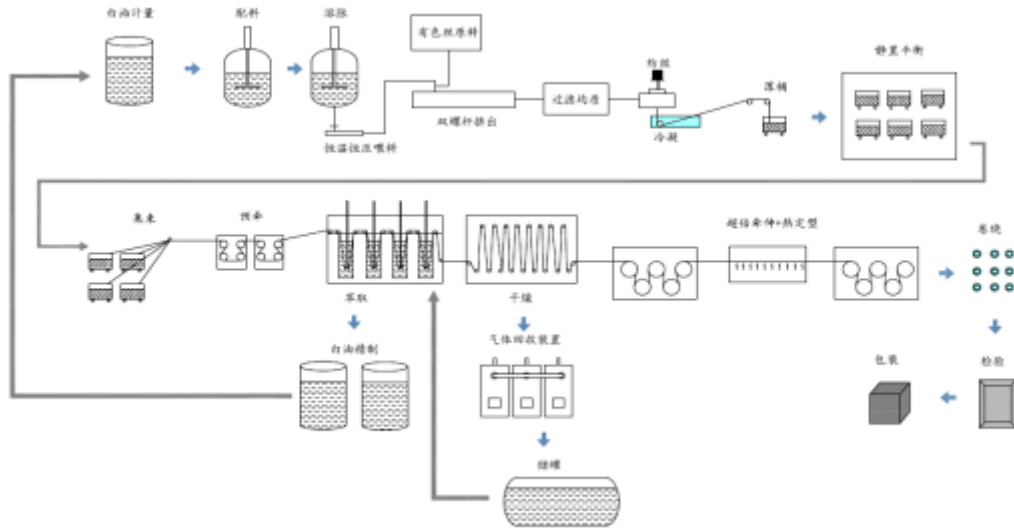 白油计量
配料
溶胀
有色丝原料
恒温恒压喂料
双螺杆挤出
过滤均质
纺丝
冷凝
落桶
静置平衡
集束
预牵
萃取
干燥
超倍牵伸+热定型
卷绕
白油精制
气体回收装置
储罐
包装
检验